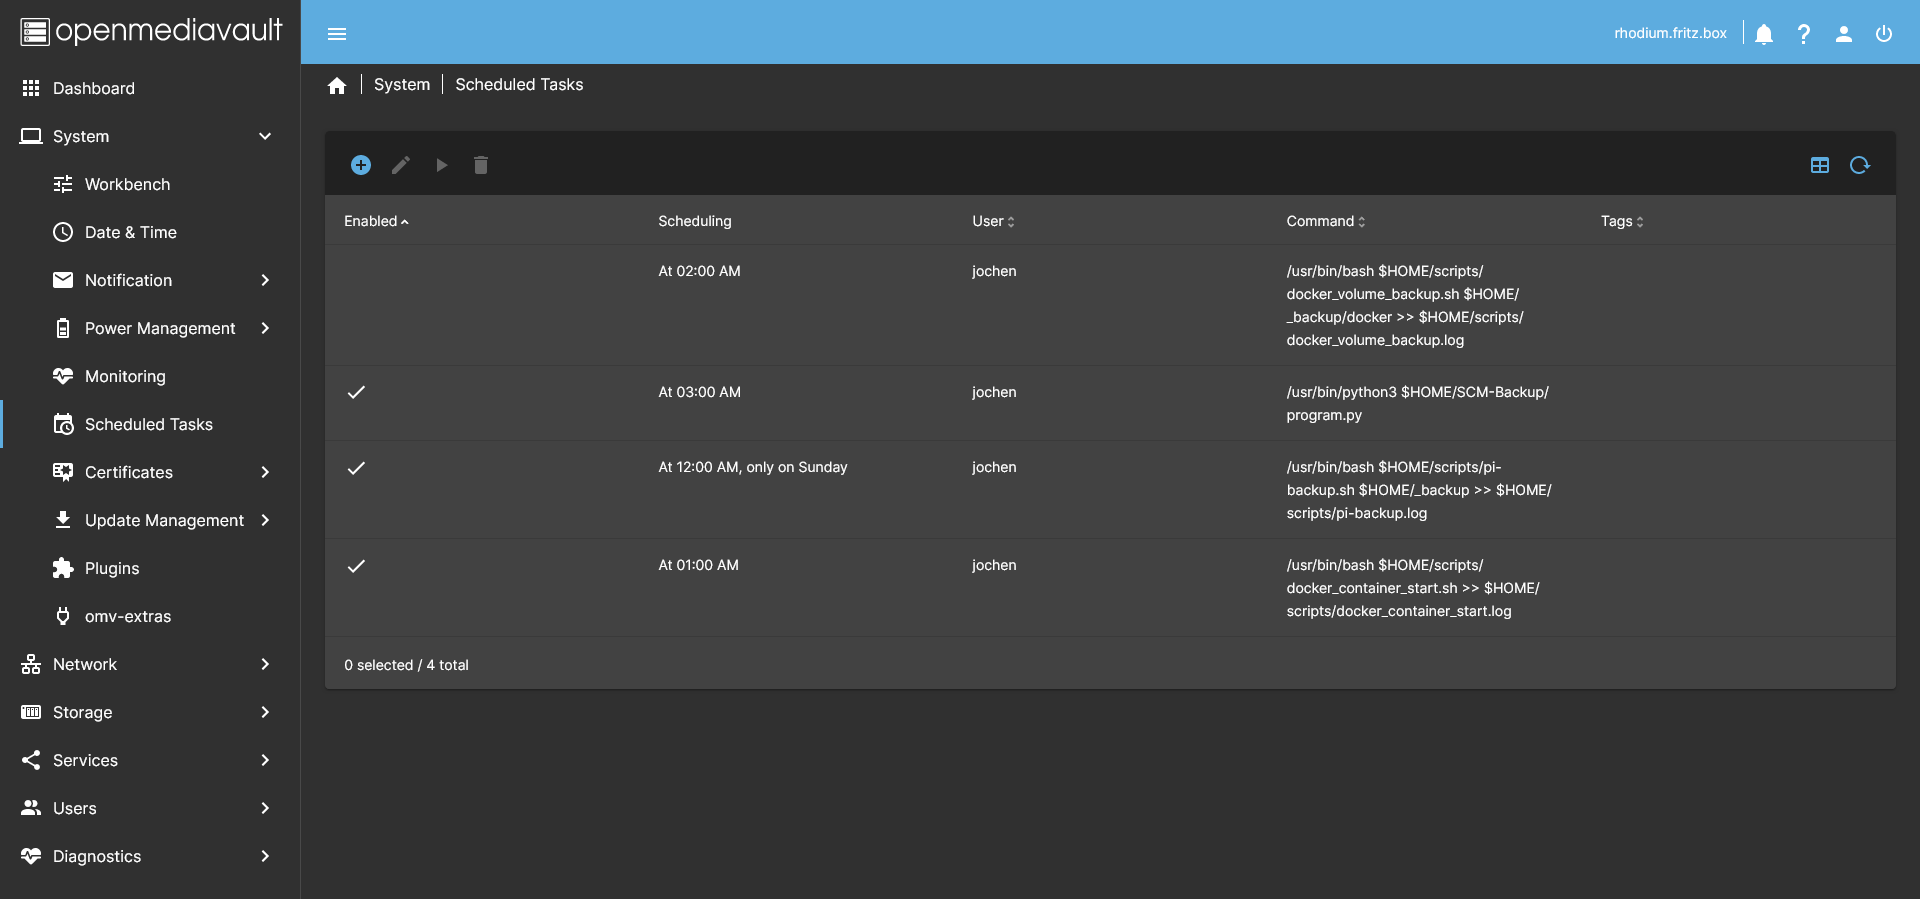 openmediavault
rhodium.fritz.box
Dashboard
System
Workbench
Date & Time
Notification
Power Management
Monitoring
Scheduled Tasks
Certificates
Update Management
Plugins
omv-extras
Network
Storage
Services
Users
Diagnostics
System
Scheduled Tasks
Enabled Scheduling User Command Tags
At 02:00 AM jochen /usr/bin/bash $HOME/scripts/
docker_volume_backup.sh $HOME/
_backup/docker >> $HOME/scripts/
docker_volume_backup.log
At 03:00 AM jochen /usr/bin/python3 $HOME/SCM-Backup/
program.py
At 12:00 AM, only on Sunday jochen /usr/bin/bash $HOME/scripts/pi-
backup.sh $HOME/_backup >> $HOME/
scripts/pi-backup.log
At 01:00 AM jochen /usr/bin/bash $HOME/scripts/
docker_container_start.sh >> $HOME/
scripts/docker_container_start.log
0 selected / 4 total